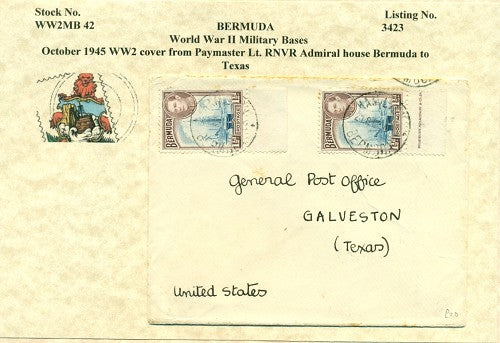 Stock No.
WW2MB 42
BERMUDA
Listing No.
3423
World War II Military Bases
October 1945 WW2 cover from Paymaster Lt. RNVR Admiral house Bermuda to
Texas
BERMUDA
BERMUDA
General Post Office
GALVESTON
(Texas)
United States